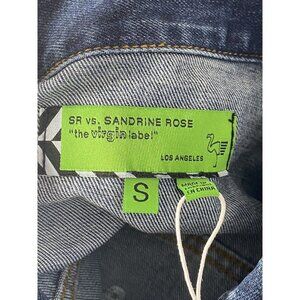 SR vs. SANDRINE ROSE
"the virgin label"
LOS ANGELES
S
MADE IN
CHINA